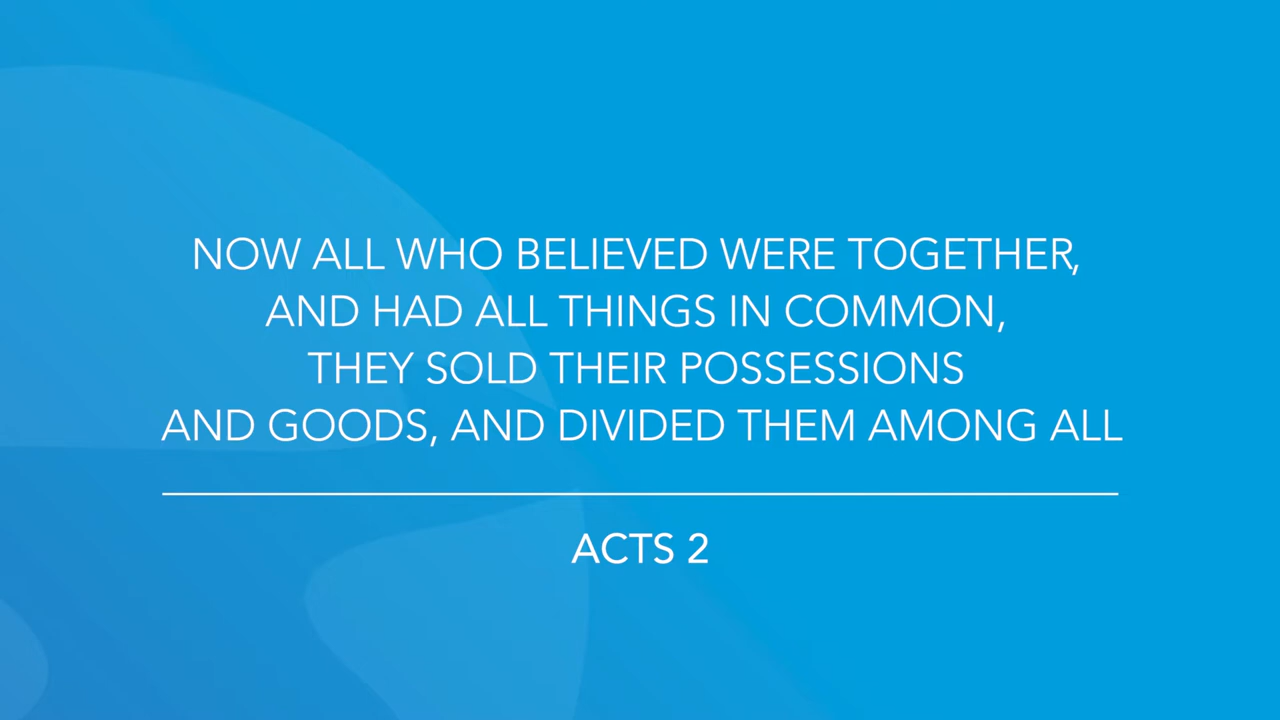 NOW ALL WHO BELIEVED WERE TOGETHER,
AND HAD ALL THINGS IN COMMON,
THEY SOLD THEIR POSSESSIONS
AND GOODS, AND DIVIDED THEM AMONG ALL
ACTS 2